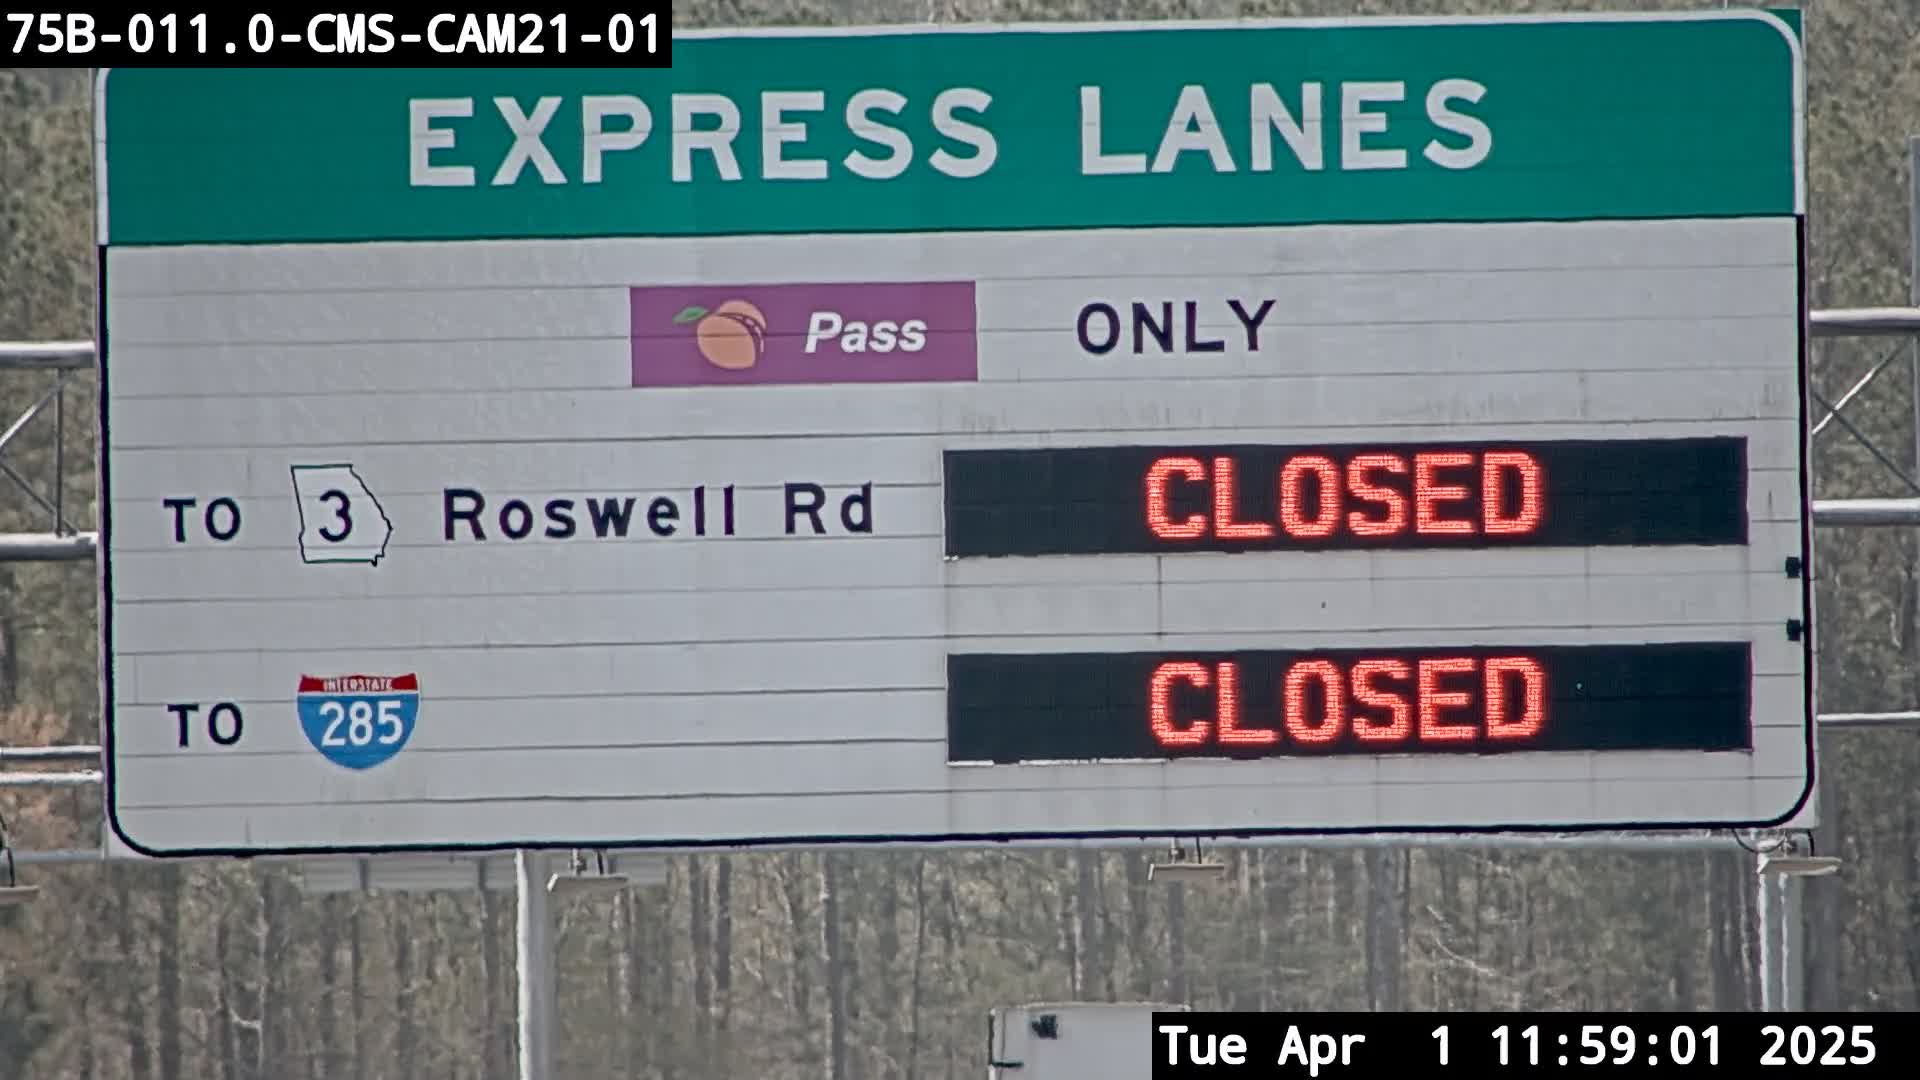 75B-011.0-CMS-CAM21-01
EXPRESS LANES
Pass ONLY
TO 3 Roswell Rd CLOSED
INTERSTATE
TO 285 CLOSED
Tue Apr 1 11:59:01 2025